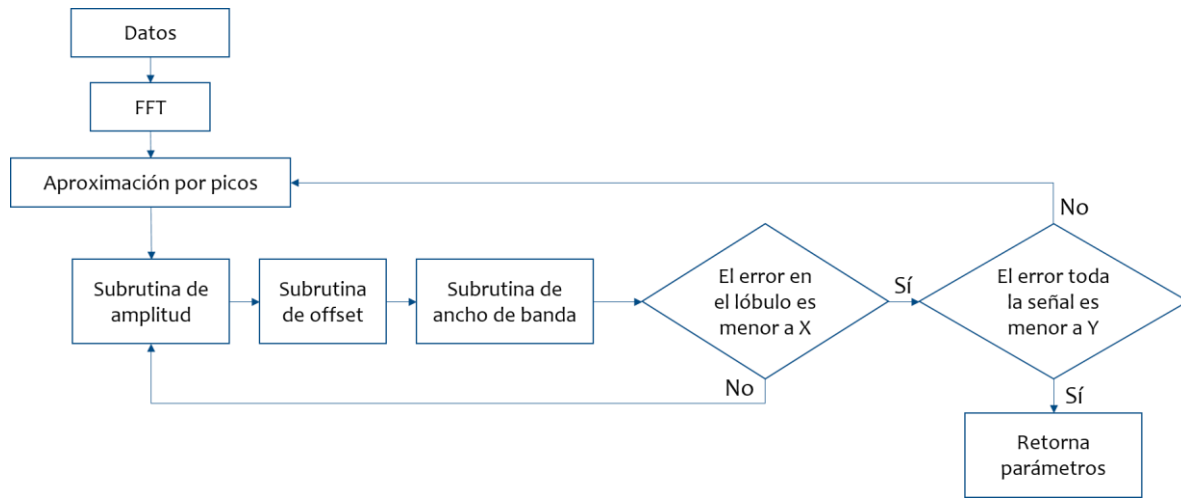 Datos
FFT
Aproximación por picos
No
Subrutina de
amplitud
Subrutina
de offset
Subrutina de
ancho de banda
El error en
el lóbulo es
menor a X
Sí
El error toda
la señal es
menor a Y
No
Sí
Retorna
parámetros